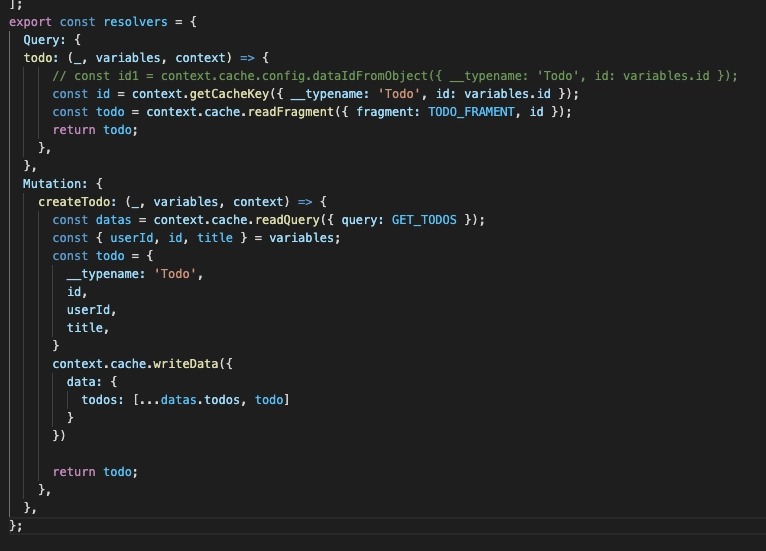 ];
export const resolvers = {
  Query: {
  todo: (_, variables, context) => {
      // const id1 = context.cache.config.dataIdFromObject({ __typename: 'Todo', id: variables.id });
      const id = context.getCacheKey({ __typename: 'Todo', id: variables.id });
      const todo = context.cache.readFragment({ fragment: TODO_FRAMENT, id });
      return todo;
    },
  },
  Mutation: {
    createTodo: (_, variables, context) => {
      const datas = context.cache.readQuery({ query: GET_TODOS });
      const { userId, id, title } = variables;
      const todo = {
        __typename: 'Todo',
        id,
        userId,
        title,
      }
      context.cache.writeData({
        data: {
          todos: [...datas.todos, todo]
        }
      })
      return todo;
    },
  },
};